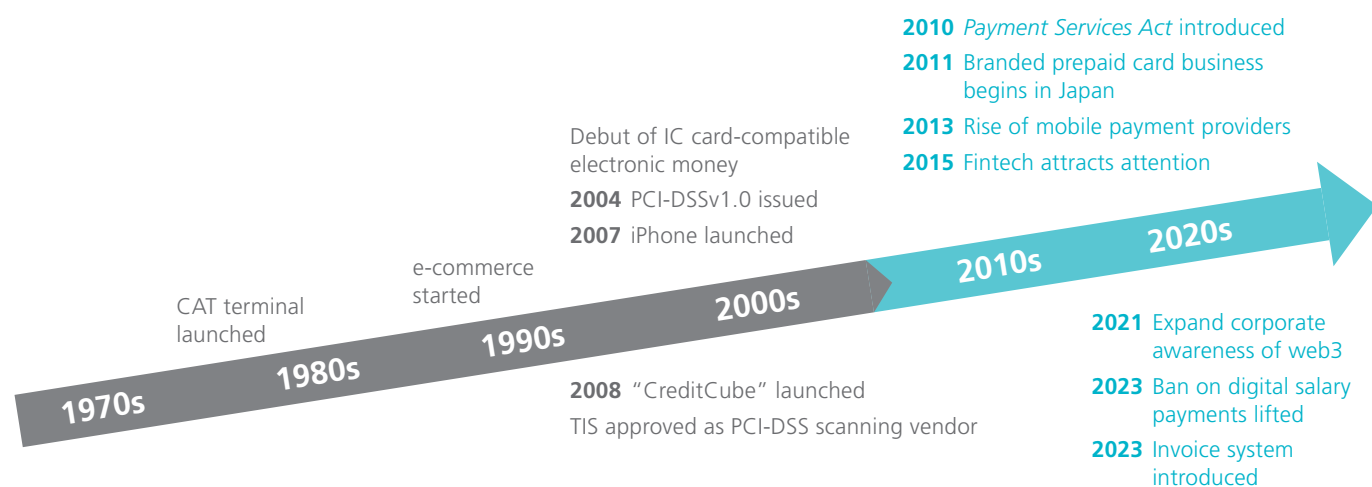 2010 Payment Services Act introduced
2011 Branded prepaid card business
begins in Japan
2013 Rise of mobile payment providers
2015 Fintech attracts attention
Debut of IC card-compatible
electronic money
2004 PCI-DSSv1.0 issued
2007 iPhone launched
e-commerce
started
CAT terminal
launched
1970s
1980s
1990s
2000s
2010s
2020s
2008 “CreditCube” launched
TIS approved as PCI-DSS scanning vendor
2021 Expand corporate
awareness of web3
2023 Ban on digital salary
payments lifted
2023 Invoice system
introduced